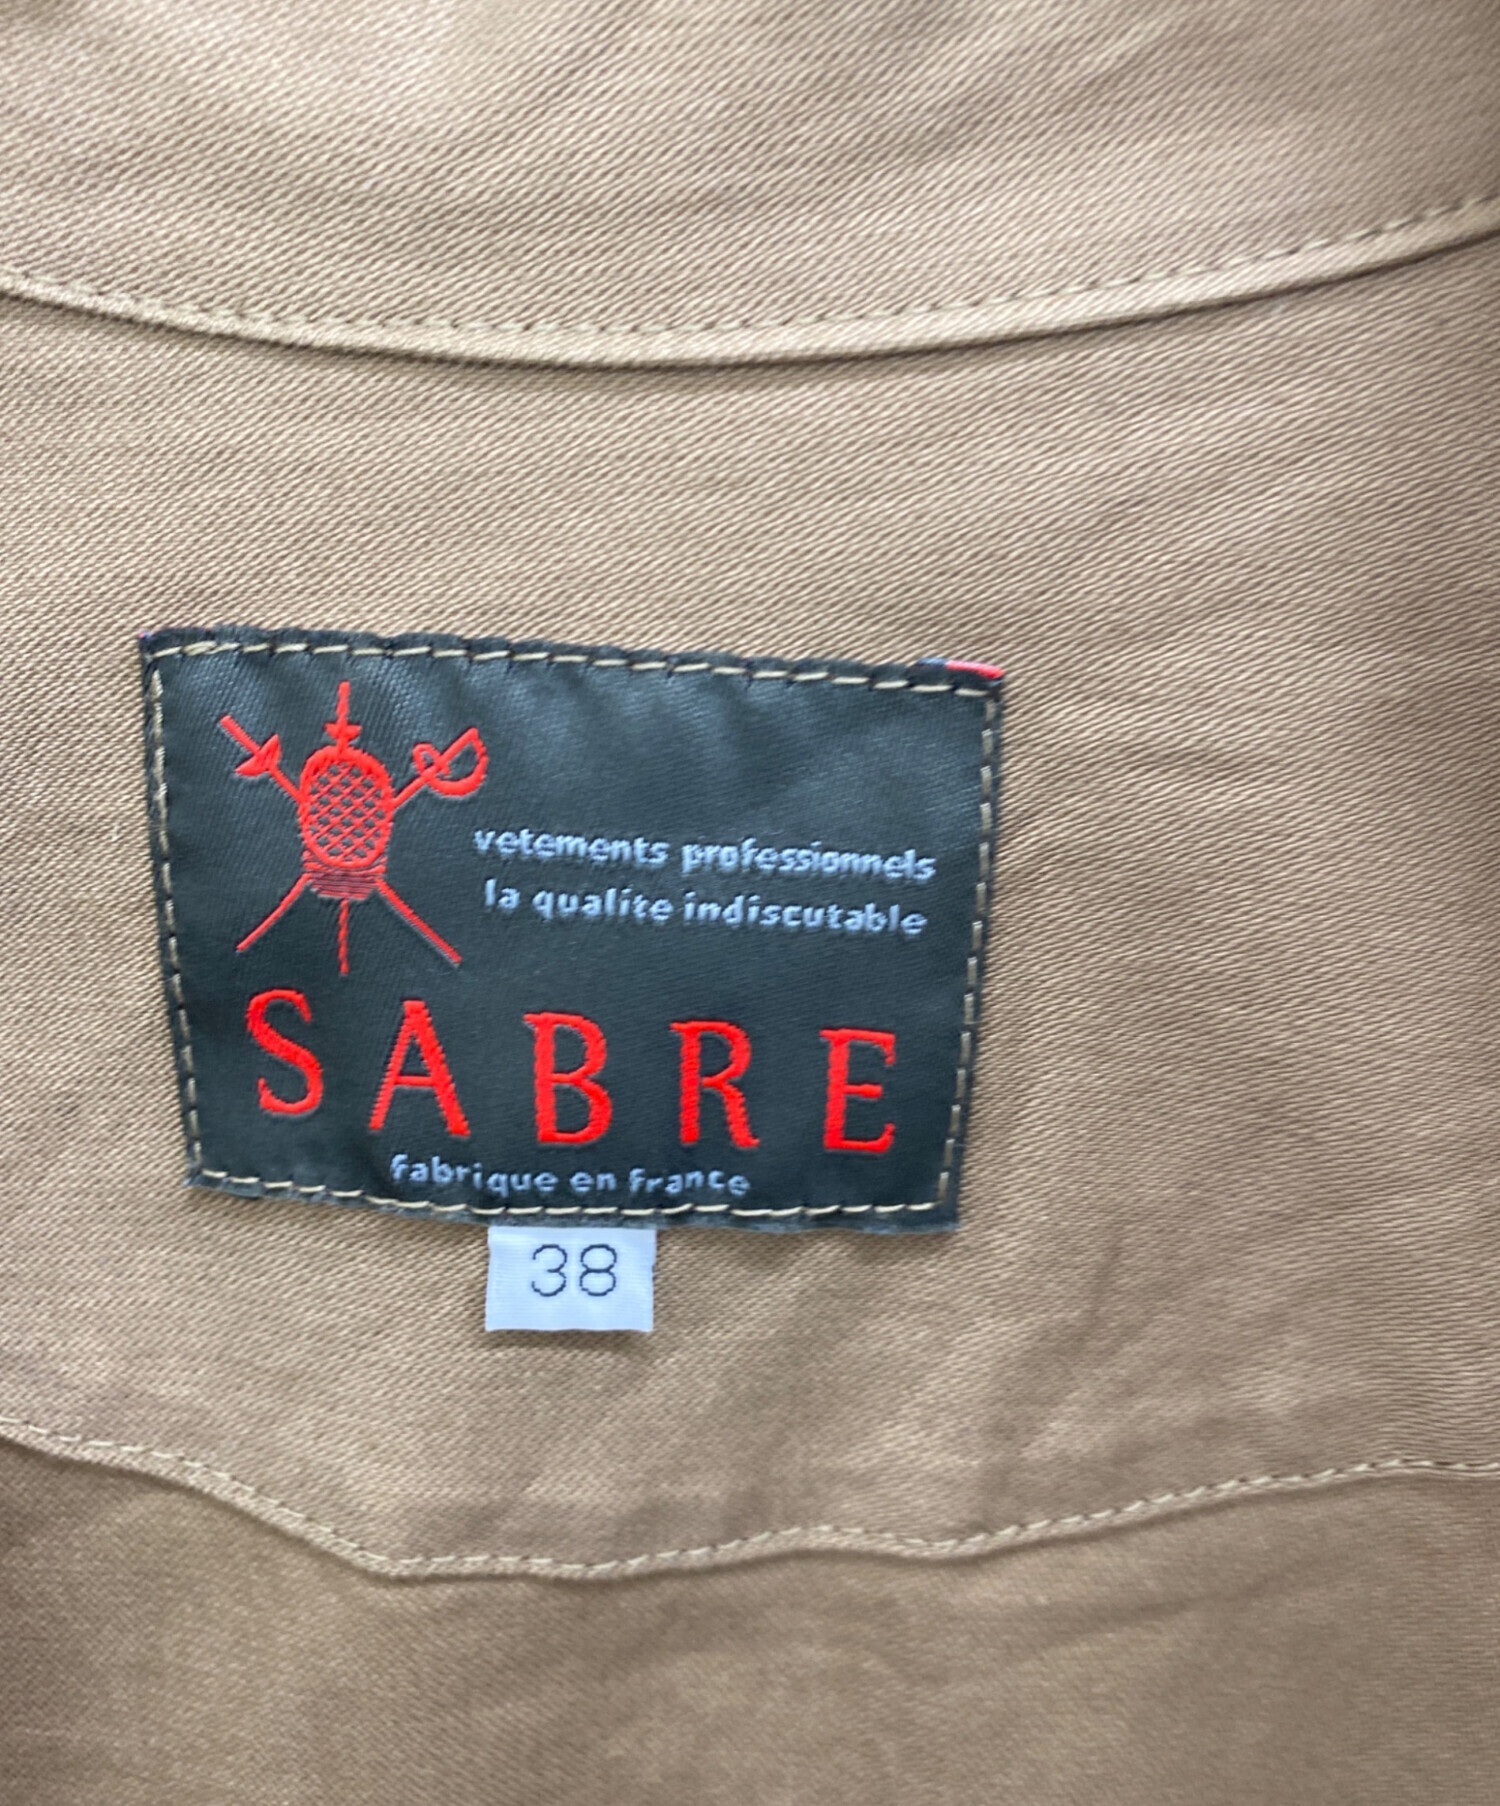 vetements professionnels
la qualite indiscutable
SABRE
fabrique en france
38